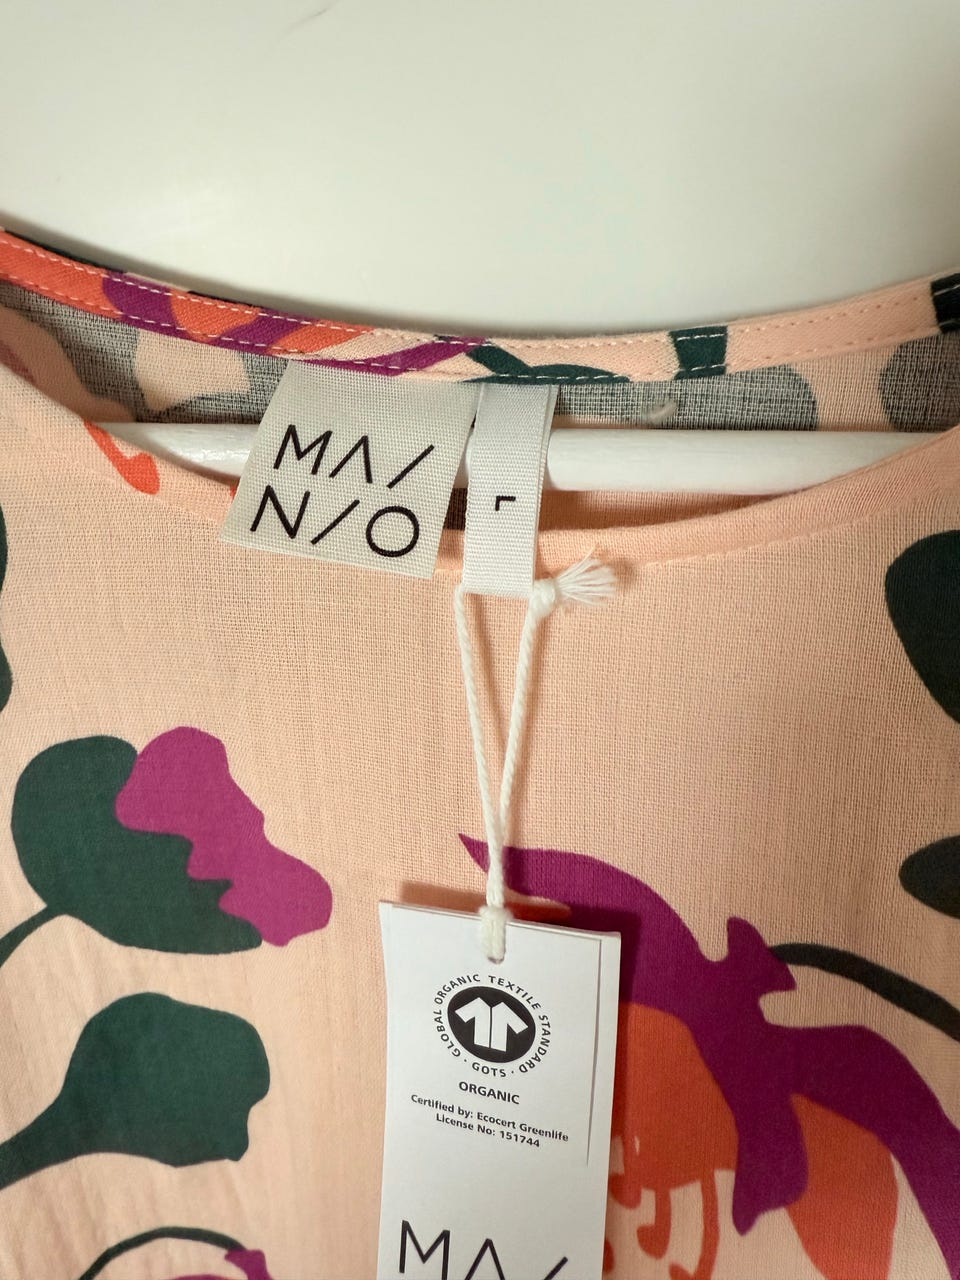 MA/
N/O
L
GLOBAL ORGANIC TEXTILE STANDARD · GOTS ·
ORGANIC
Certified by: Ecocert Greenlife
License No: 151744
MA/